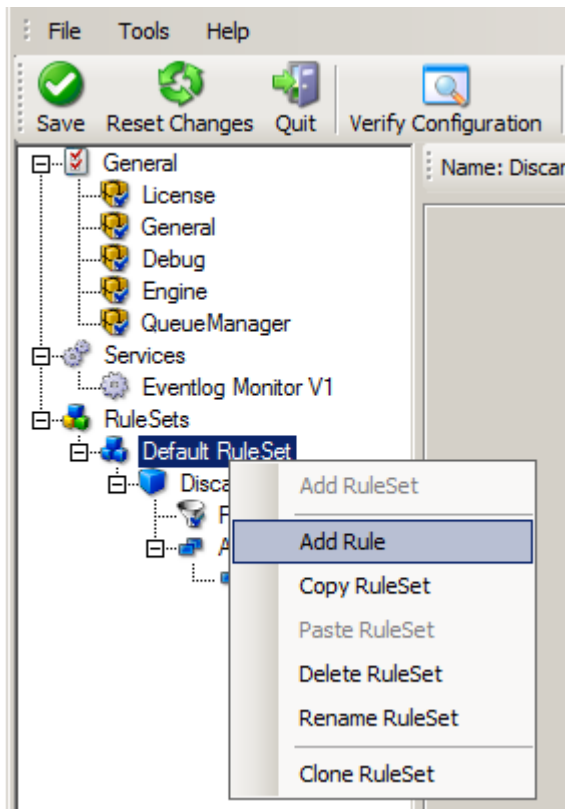 File Tools Help
Save Reset Changes Quit Verify Configuration
General
Name: Discar
License
General
Debug
Engine
QueueManager
Services
Eventlog Monitor V1
RuleSets
Default RuleSet
Disca
F
A
Add RuleSet
Add Rule
Copy RuleSet
Paste RuleSet
Delete RuleSet
Rename RuleSet
Clone RuleSet